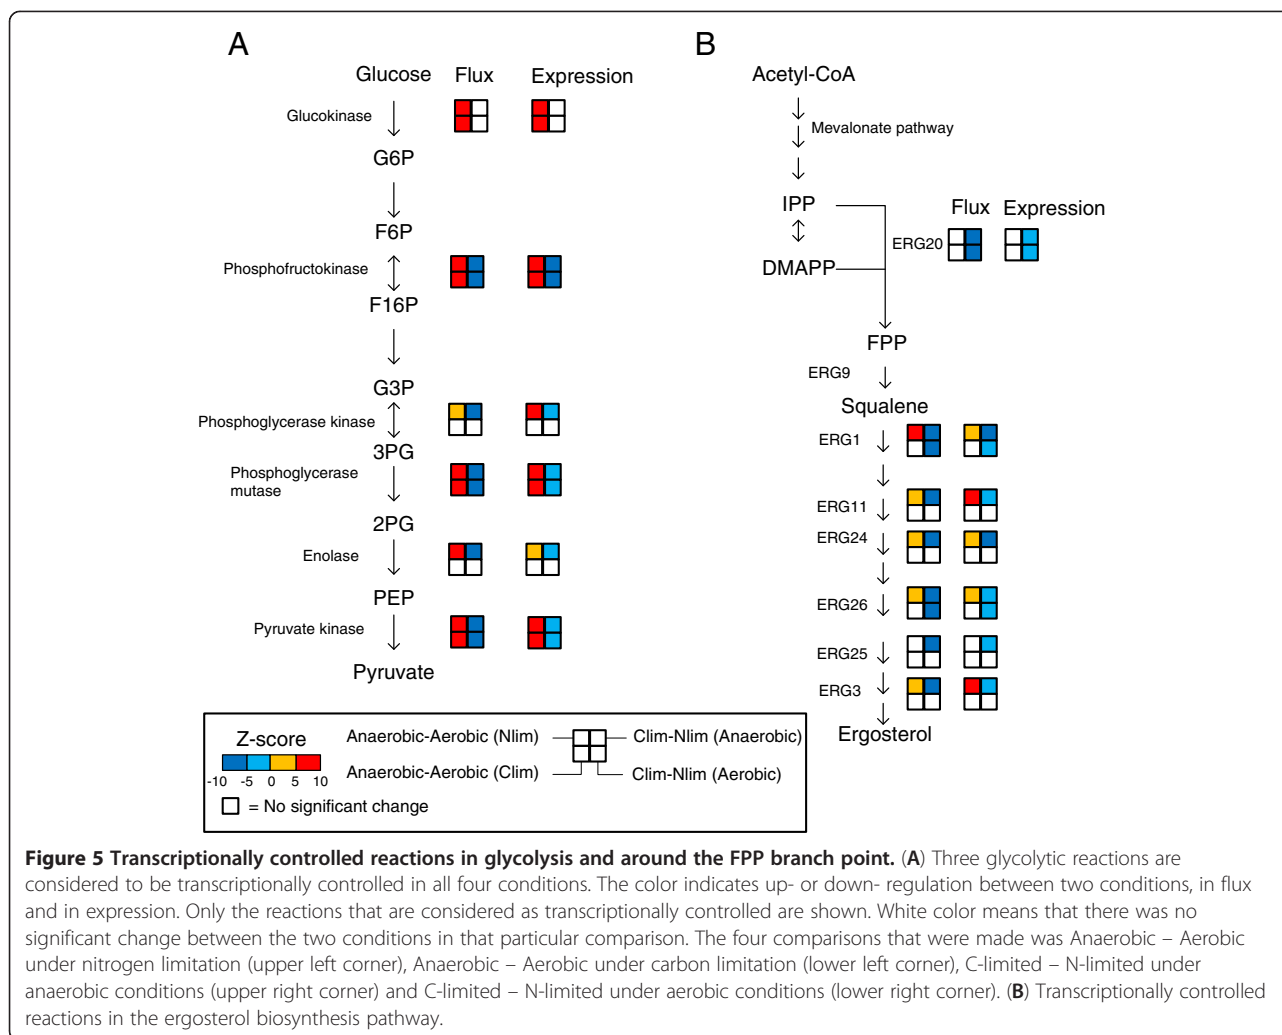 A
Glucose Flux Expression
Glucokinase
G6P
F6P
Phosphofructokinase
F16P
G3P
Phosphoglycerase kinase
3PG
Phosphoglycerase
mutase
2PG
Enolase
PEP
Pyruvate kinase
Pyruvate
B
Acetyl-CoA
Mevalonate pathway
IPP
Flux Expression
ERG20
DMAPP
FPP
ERG9
Squalene
ERG1
ERG11
ERG24
ERG26
ERG25
ERG3
Ergosterol
Z-score
-10 -5 0 5 10
= No significant change
Anaerobic-Aerobic (Nlim)
Clim-Nlim (Anaerobic)
Anaerobic-Aerobic (Clim)
Clim-Nlim (Aerobic)
Figure 5 Transcriptionally controlled reactions in glycolysis and around the FPP branch point. (A) Three glycolytic reactions are
considered to be transcriptionally controlled in all four conditions. The color indicates up- or down- regulation between two conditions, in flux
and in expression. Only the reactions that are considered as transcriptionally controlled are shown. White color means that there was no
significant change between the two conditions in that particular comparison. The four comparisons that were made was Anaerobic – Aerobic
under nitrogen limitation (upper left corner), Anaerobic – Aerobic under carbon limitation (lower left corner), C-limited – N-limited under
anaerobic conditions (upper right corner) and C-limited – N-limited under aerobic conditions (lower right corner). (B) Transcriptionally controlled
reactions in the ergosterol biosynthesis pathway.